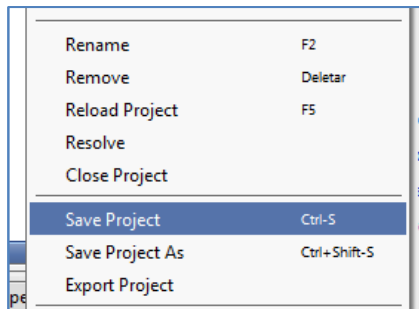 Rename F2
Remove Deletar
Reload Project F5
Resolve
Close Project
Save Project Ctrl-S
Save Project As Ctrl+Shift-S
Export Project
pe